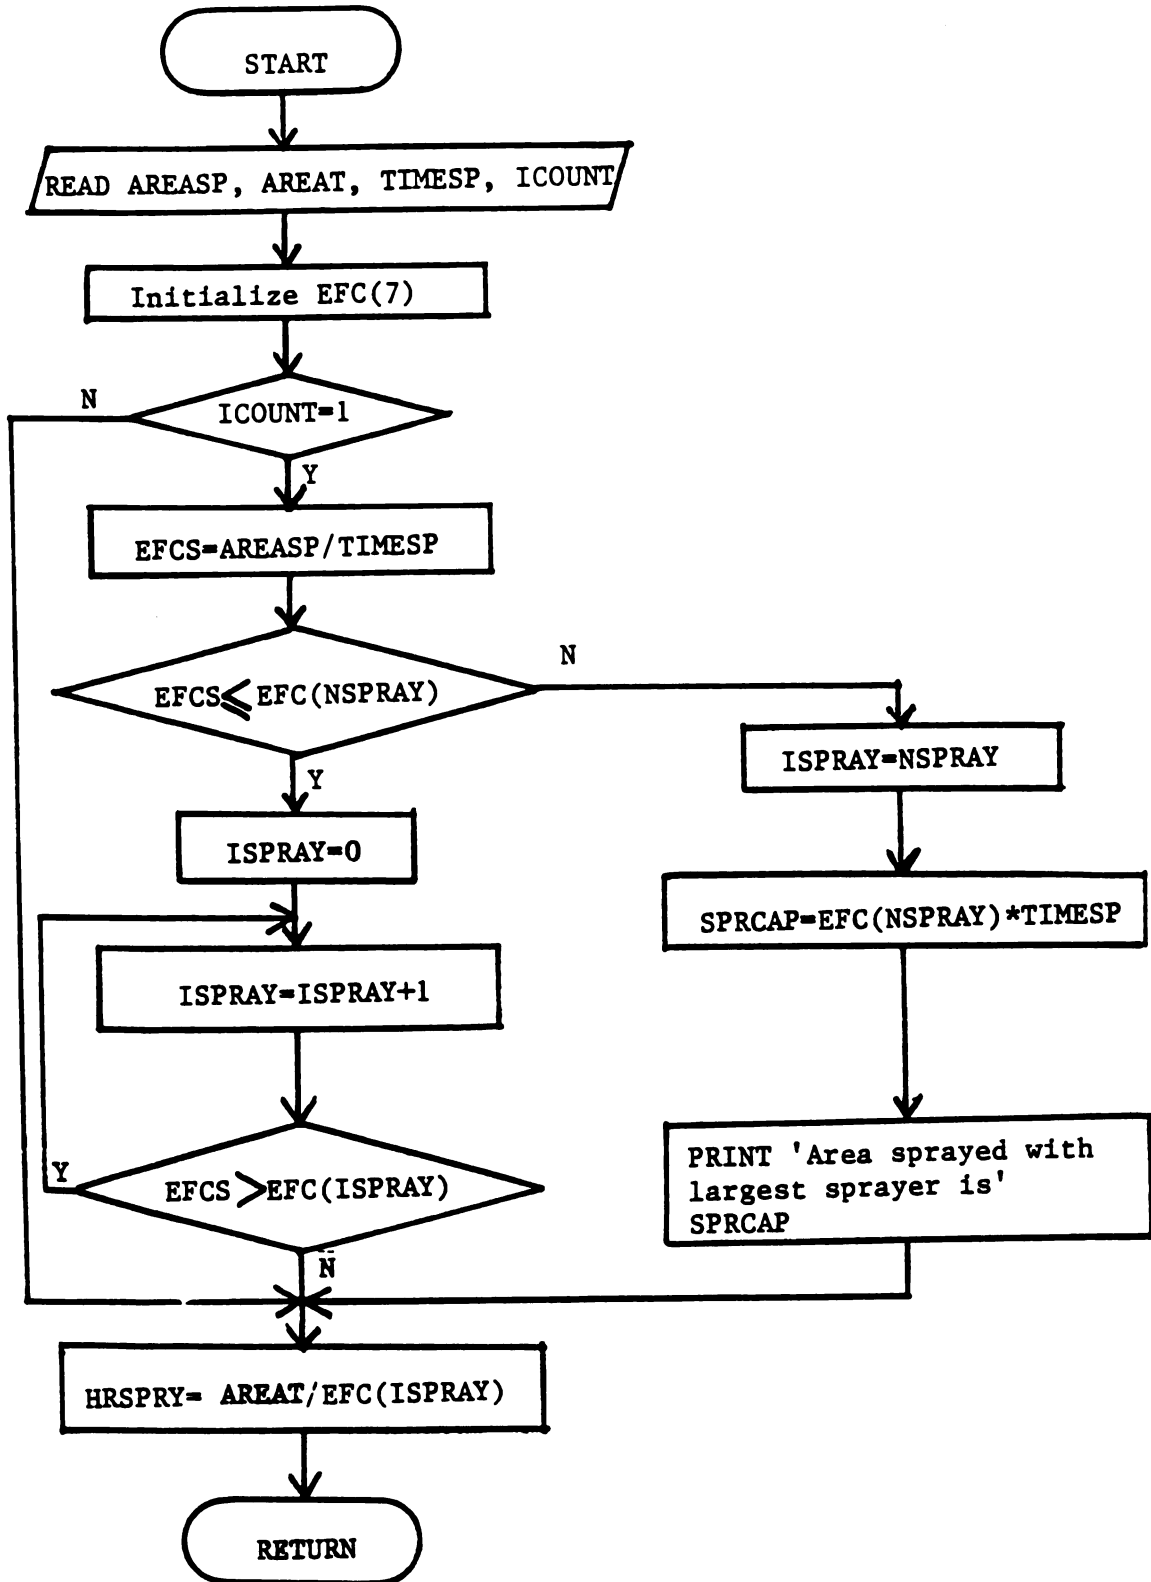 START
READ AREASP, AREAT, TIMESP, ICOUNT
Initialize EFC(7)
N
ICOUNT=1
Y
EFCS=AREASP/TIMESP
N
EFCS≤EFC(NSPRAY)
Y
ISPRAY=NSPRAY
ISPRAY=0
SPRCAP=EFC(NSPRAY)*TIMESP
ISPRAY=ISPRAY+1
PRINT 'Area sprayed with
largest sprayer is'
SPRCAP
Y
EFCS>EFC(ISPRAY)
N
HRSPRY= AREAT/EFC(ISPRAY)
RETURN